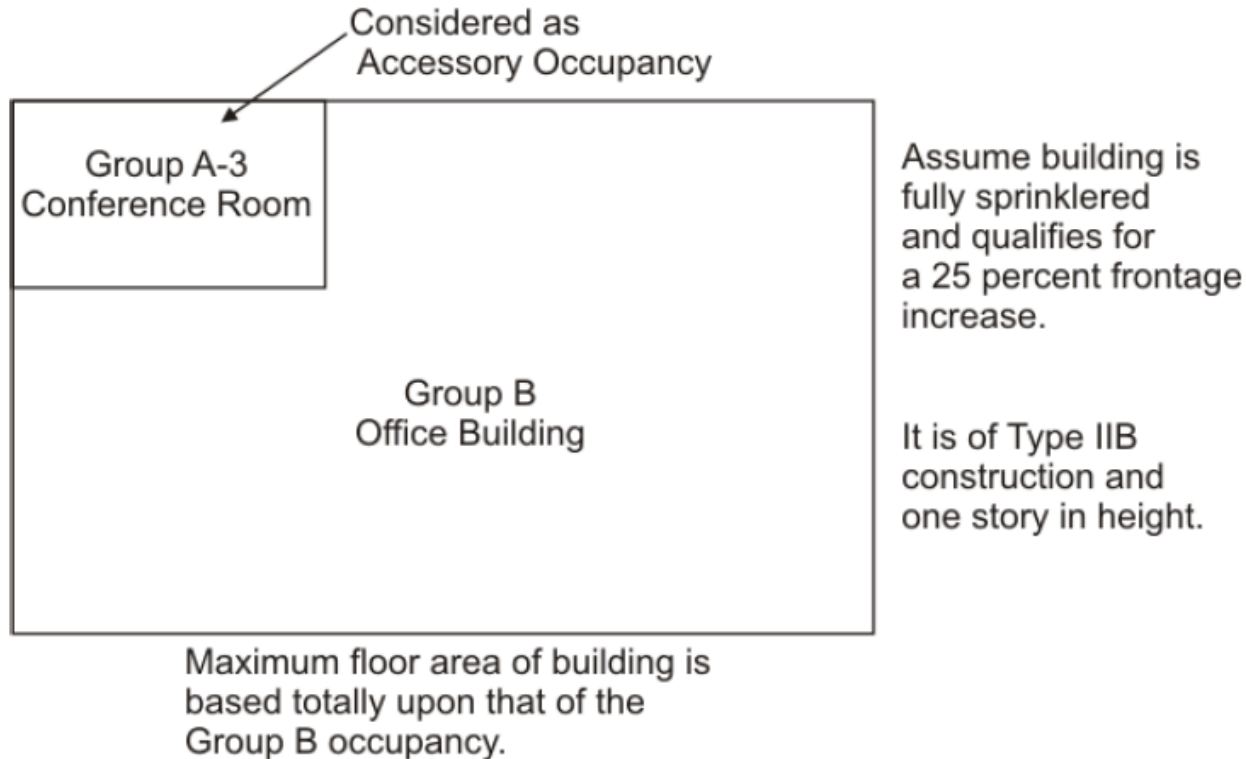 Considered as
Accessory Occupancy
Group A-3
Conference Room
Assume building is
fully sprinklered
and qualifies for
a 25 percent frontage
increase.
Group B
Office Building
It is of Type IIB
construction and
one story in height.
Maximum floor area of building is
based totally upon that of the
Group B occupancy.